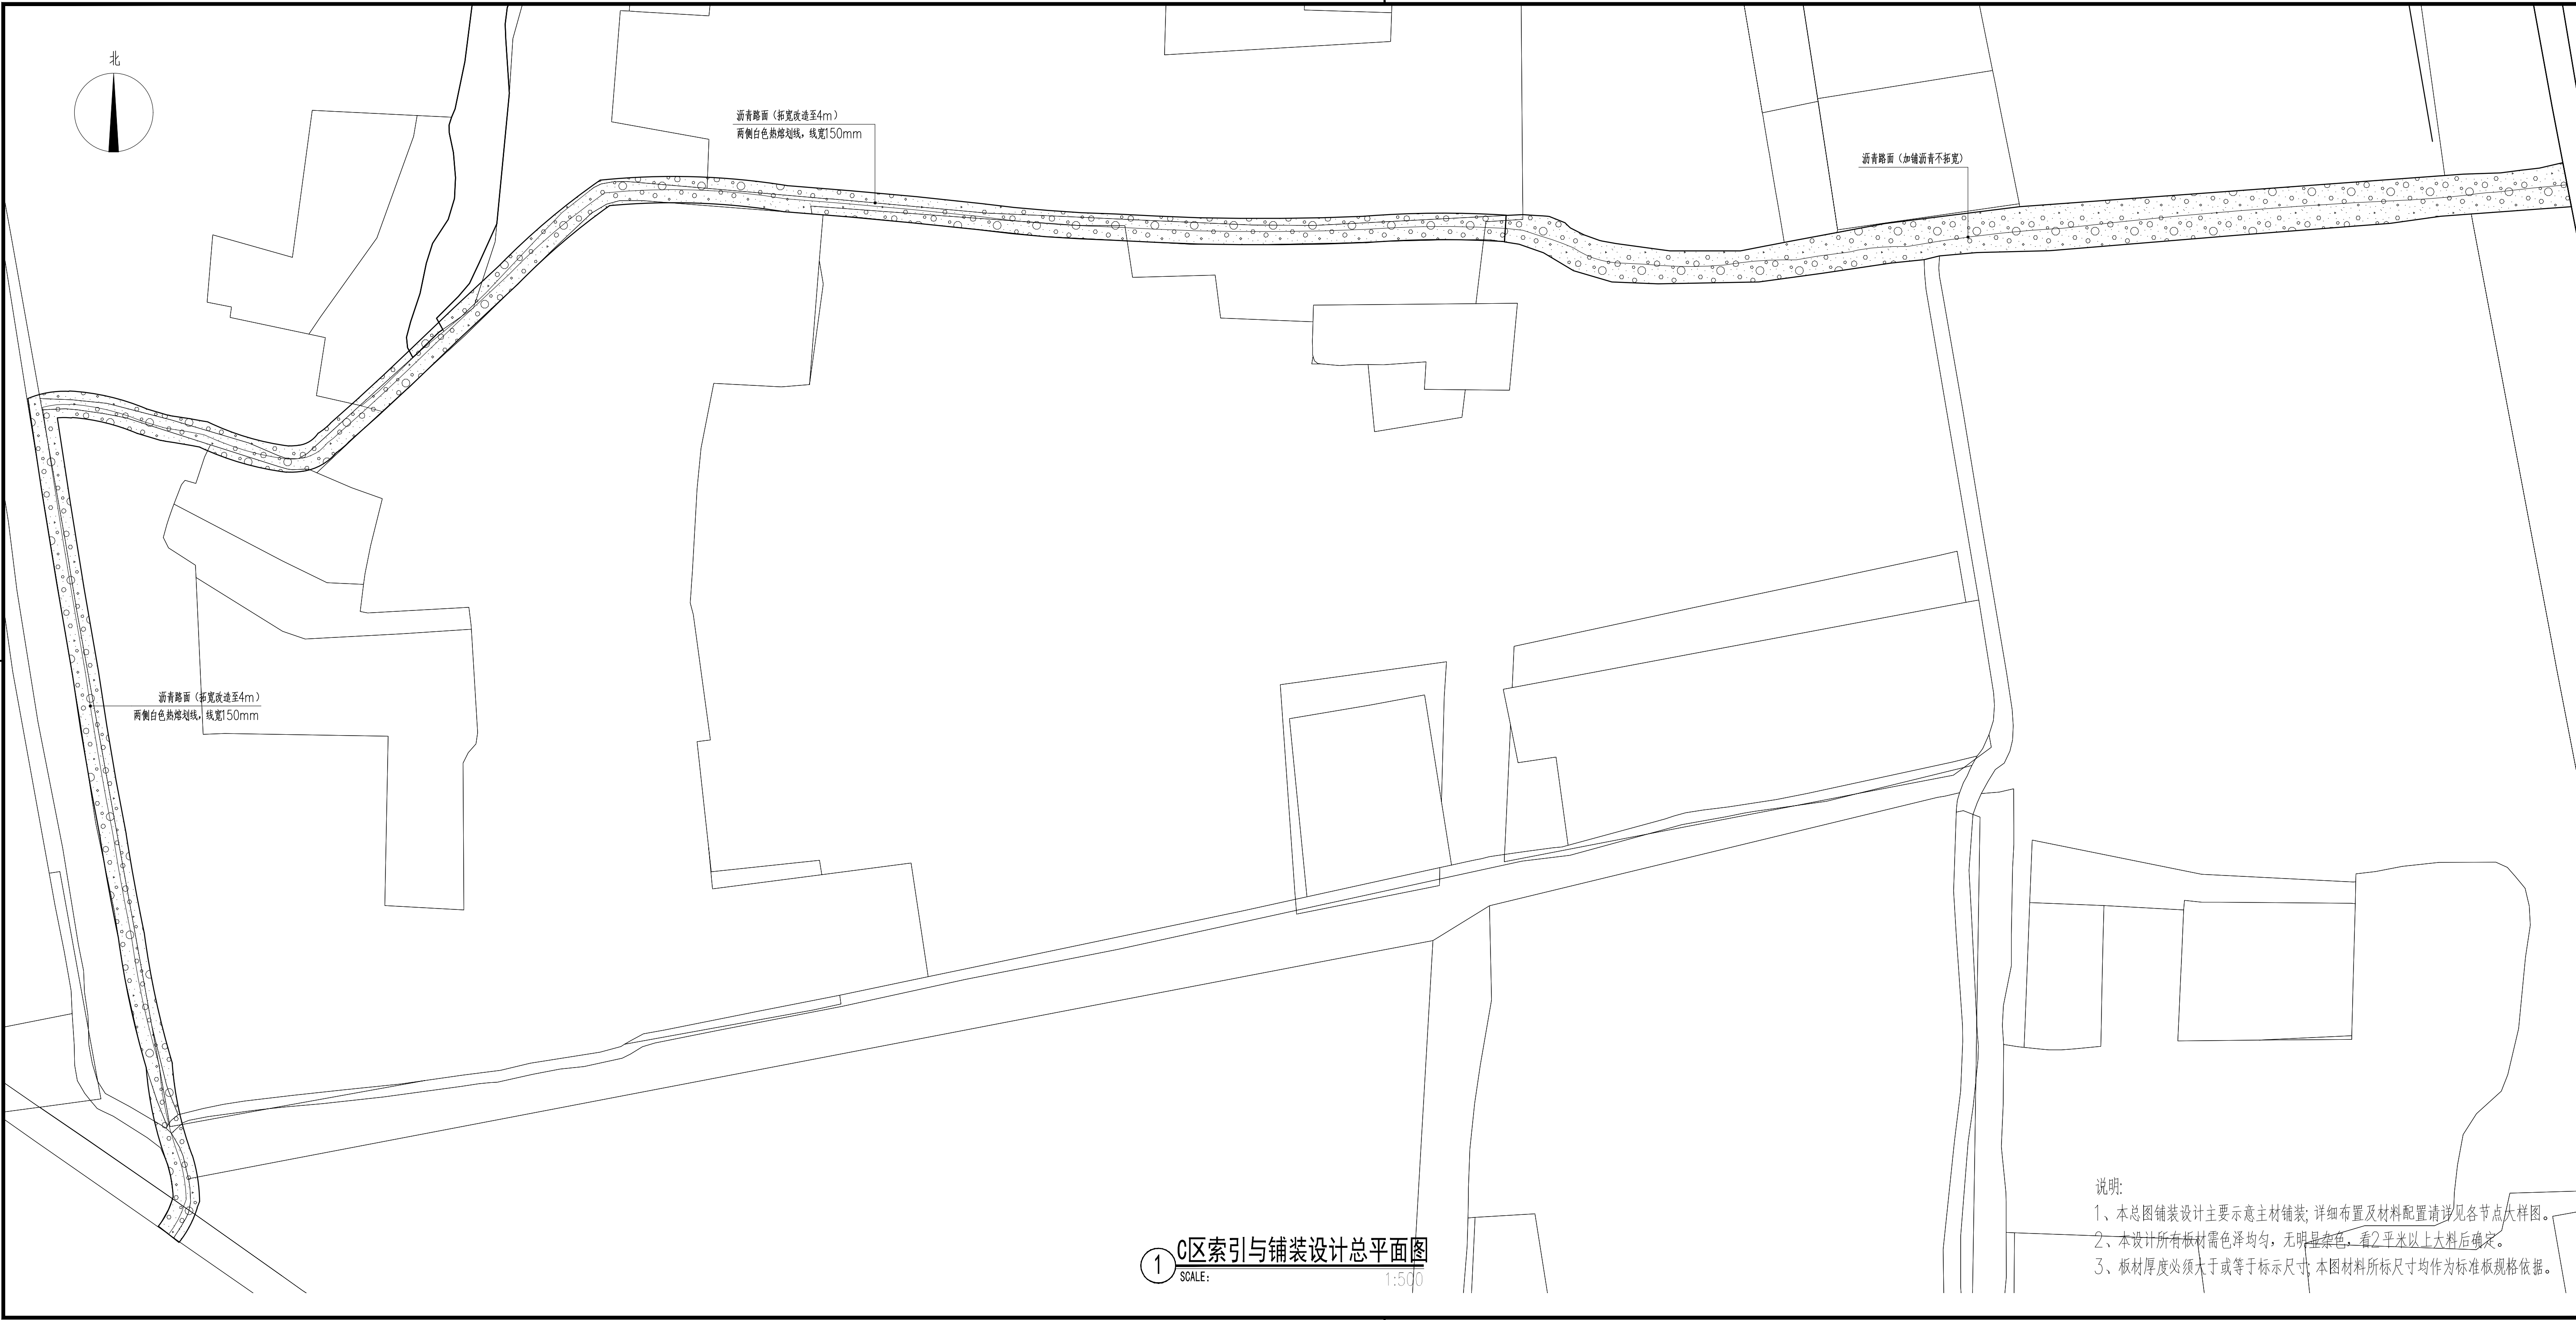 北
沥青路面（拓宽改造至4m）
两侧白色热熔划线，线宽150mm
沥青路面（加铺沥青不拓宽）
沥青路面（拓宽改造至4m）
两侧白色热熔划线，线宽150mm
说明:
1、本总图铺装设计主要示意主材铺装; 详细布置及材料配置请详见各节点大样图。
2、本设计所有板材需色泽均匀，无明显杂色，看2平米以上大料后确定。
3、板材厚度必须大于或等于标示尺寸; 本图材料所标尺寸均作为标准板规格依据。
1 C区索引与铺装设计总平面图
SCALE: 1:500